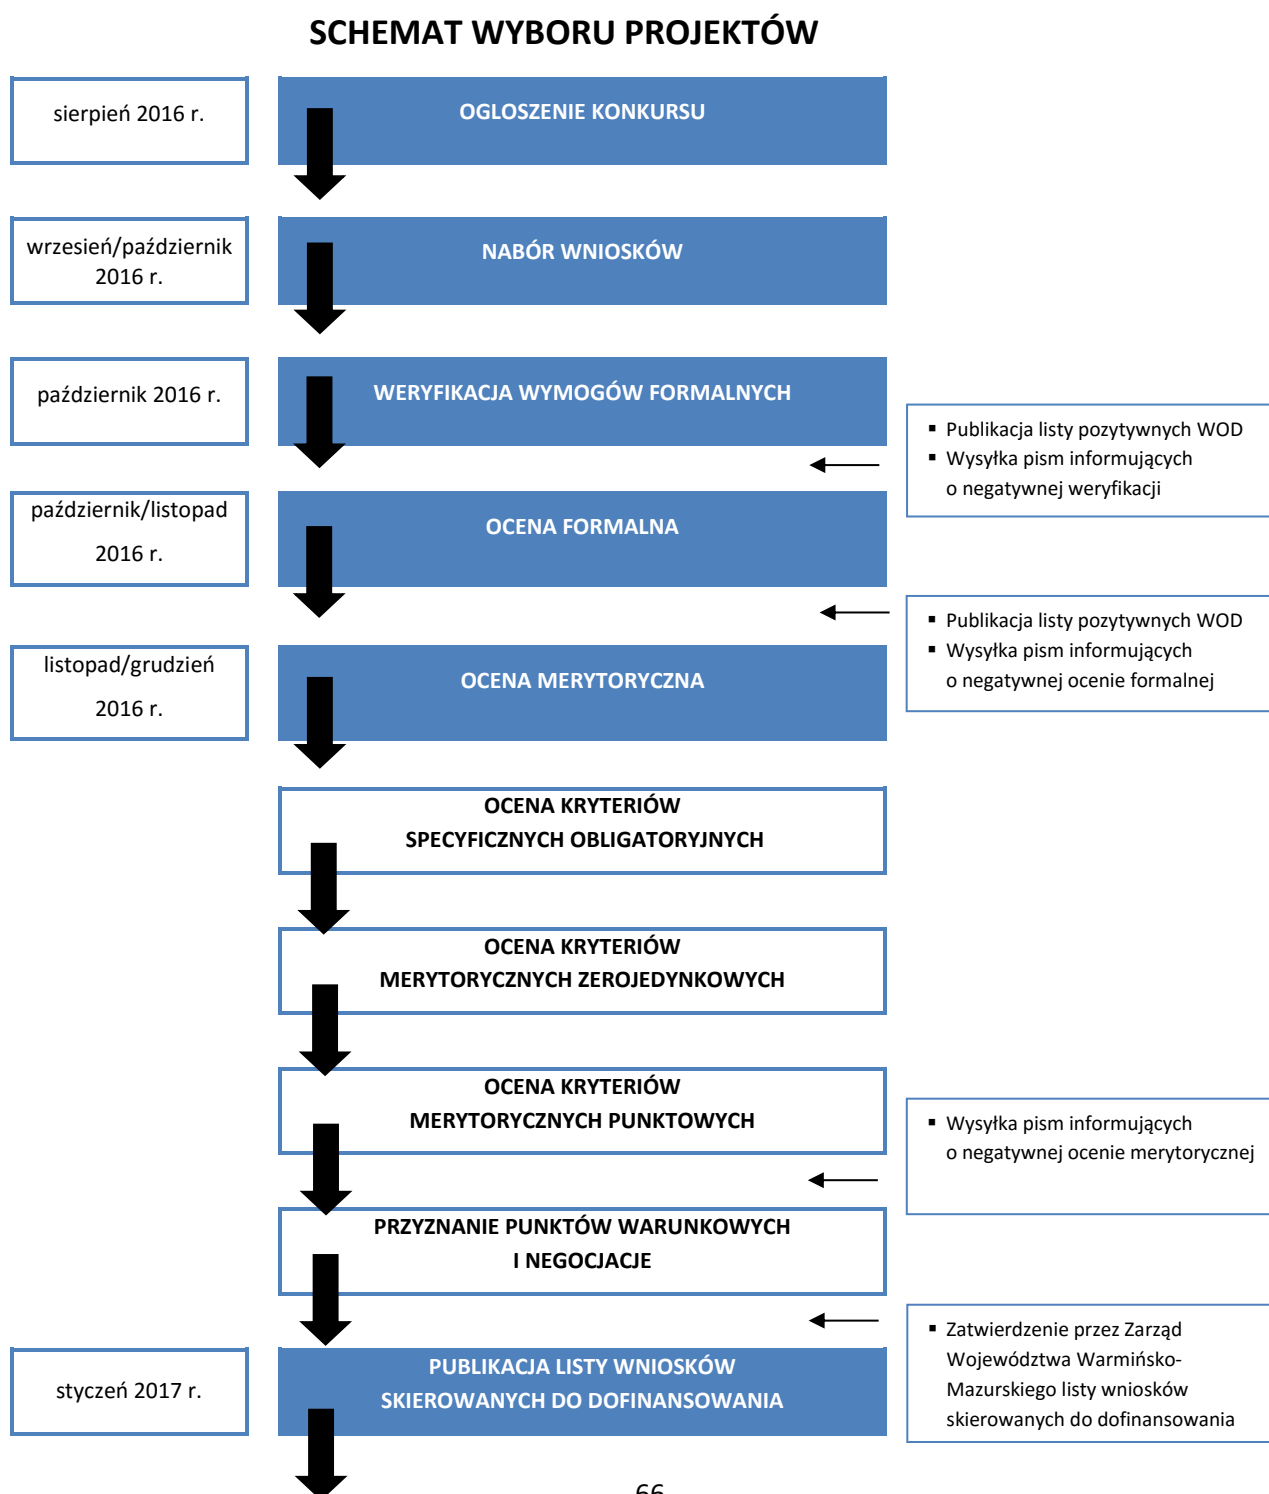 SCHEMAT WYBORU PROJEKTÓW
sierpień 2016 r.
OGLOSZENIE KONKURSU
wrzesień/październik
2016 r.
NABÓR WNIOSKÓW
październik 2016 r.
WERYFIKACJA WYMOGÓW FORMALNYCH
▪ Publikacja listy pozytywnych WOD
▪ Wysyłka pism informujących
o negatywnej weryfikacji
październik/listopad
2016 r.
OCENA FORMALNA
▪ Publikacja listy pozytywnych WOD
▪ Wysyłka pism informujących
o negatywnej ocenie formalnej
listopad/grudzień
2016 r.
OCENA MERYTORYCZNA
OCENA KRYTERIÓW
SPECYFICZNYCH OBLIGATORYJNYCH
OCENA KRYTERIÓW
MERYTORYCZNYCH ZEROJEDYNKOWYCH
OCENA KRYTERIÓW
MERYTORYCZNYCH PUNKTOWYCH
▪ Wysyłka pism informujących
o negatywnej ocenie merytorycznej
PRZYZNANIE PUNKTÓW WARUNKOWYCH
I NEGOCJACJE
▪ Zatwierdzenie przez Zarząd
Województwa Warmińsko-
Mazurskiego listy wniosków
skierowanych do dofinansowania
styczeń 2017 r.
PUBLIKACJA LISTY WNIOSKÓW
SKIEROWANYCH DO DOFINANSOWANIA
66